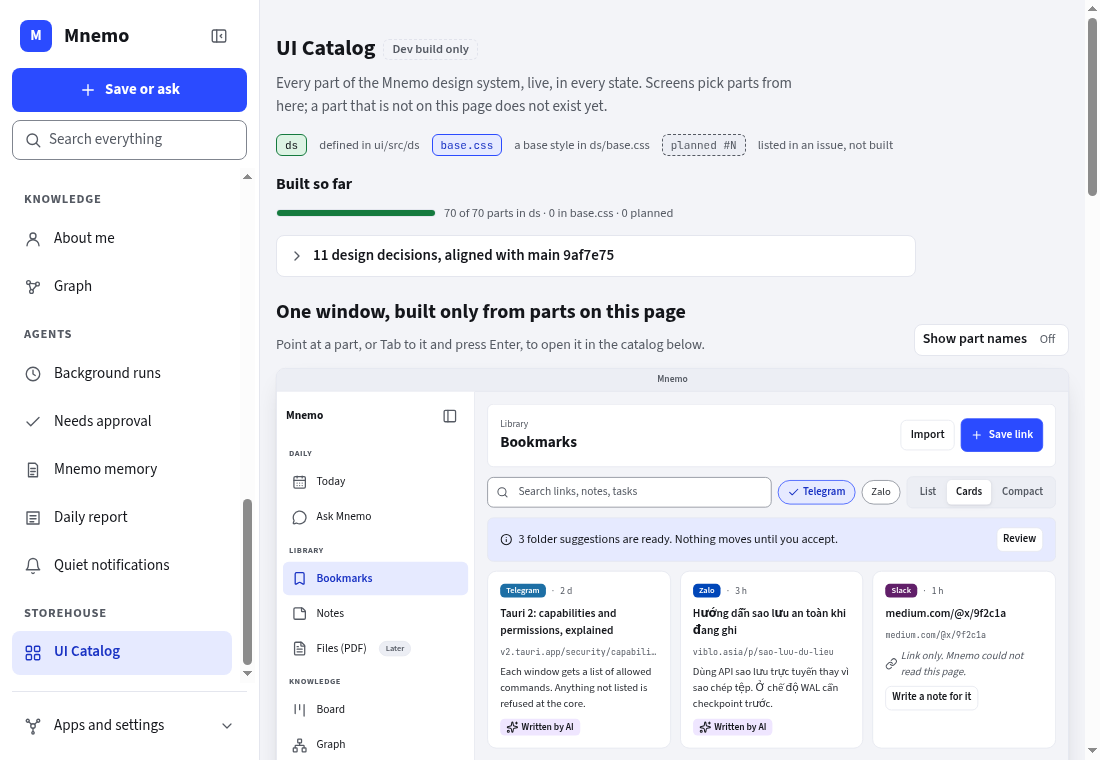 M Mnemo
Save or ask
Search everything
KNOWLEDGE
About me
Graph
AGENTS
Background runs
Needs approval
Mnemo memory
Daily report
Quiet notifications
STOREHOUSE
UI Catalog
Apps and settings
UI Catalog Dev build only
Every part of the Mnemo design system, live, in every state. Screens pick parts from
here; a part that is not on this page does not exist yet.
ds defined in ui/src/ds base.css a base style in ds/base.css planned #N listed in an issue, not built
Built so far
70 of 70 parts in ds · 0 in base.css · 0 planned
11 design decisions, aligned with main 9af7e75
One window, built only from parts on this page
Point at a part, or Tab to it and press Enter, to open it in the catalog below.
Show part names Off
Mnemo
Mnemo
DAILY
Today
Ask Mnemo
LIBRARY
Bookmarks
Notes
Files (PDF) Later
KNOWLEDGE
Board
Graph
Library
Bookmarks
Import
Save link
Search links, notes, tasks
Telegram
Zalo
List
Cards
Compact
3 folder suggestions are ready. Nothing moves until you accept.
Review
Telegram · 2 d
Tauri 2: capabilities and
permissions, explained
v2.tauri.app/security/capabili…
Each window gets a list of allowed
commands. Anything not listed is
refused at the core.
Written by AI
Zalo · 3 h
Hướng dẫn sao lưu an toàn khi
đang ghi
viblo.asia/p/sao-luu-du-lieu
Dùng API sao lưu trực tuyến thay vì
sao chép tệp. Ở chế độ WAL cần
checkpoint trước.
Written by AI
Slack · 1 h
medium.com/@x/9f2c1a
medium.com/@x/9f2c1a
Link only. Mnemo could not
read this page.
Write a note for it